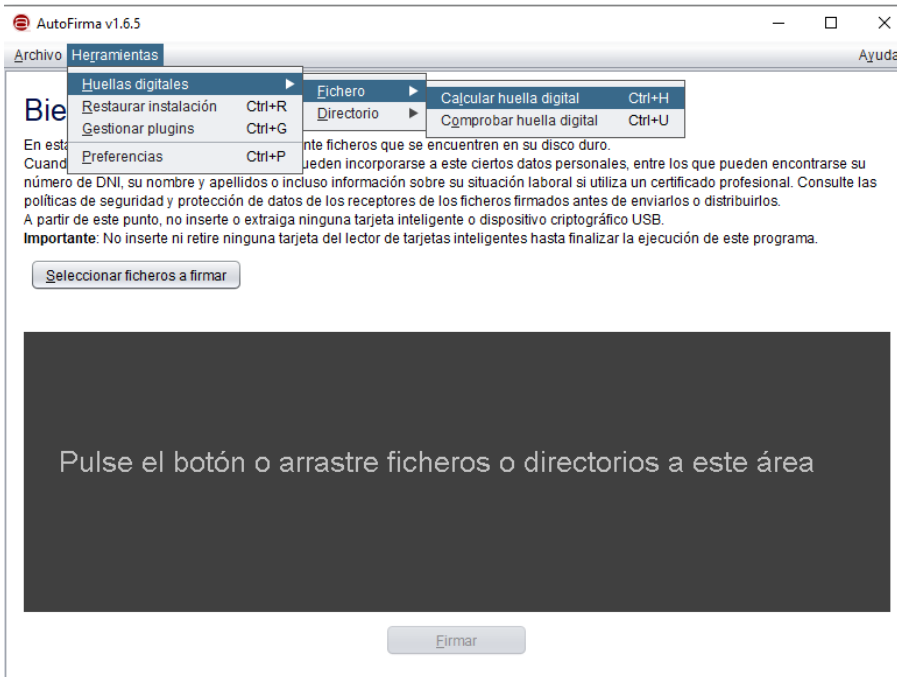 AutoFirma v1.6.5
Archivo Herramientas Ayuda
Huellas digitales
Restaurar instalación Ctrl+R
Gestionar plugins Ctrl+G
Preferencias Ctrl+P
Fichero
Directorio
Calcular huella digital Ctrl+H
Comprobar huella digital Ctrl+U
Bie
En esta nte ficheros que se encuentren en su disco duro.
Cuand ueden incorporarse a este ciertos datos personales, entre los que pueden encontrarse su
número de DNI, su nombre y apellidos o incluso información sobre su situación laboral si utiliza un certificado profesional. Consulte las
políticas de seguridad y protección de datos de los receptores de los ficheros firmados antes de enviarlos o distribuirlos.
A partir de este punto, no inserte o extraiga ninguna tarjeta inteligente o dispositivo criptográfico USB.
Importante: No inserte ni retire ninguna tarjeta del lector de tarjetas inteligentes hasta finalizar la ejecución de este programa.
Seleccionar ficheros a firmar
Pulse el botón o arrastre ficheros o directorios a este área
Firmar